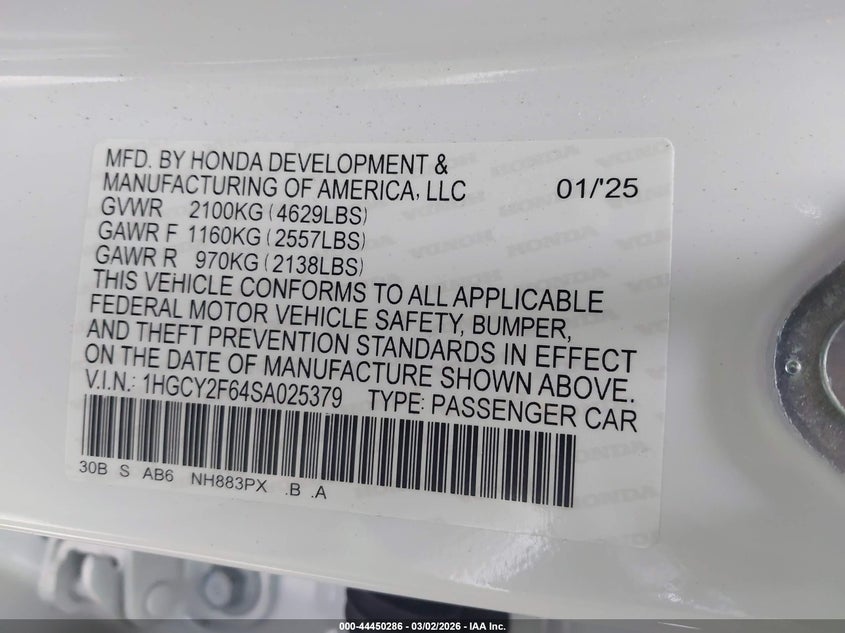 MFD. BY HONDA DEVELOPMENT &
MANUFACTURING OF AMERICA, LLC 01/'25
GVWR 2100KG (4629LBS)
GAWR F 1160KG (2557LBS)
GAWR R 970KG (2138LBS)
THIS VEHICLE CONFORMS TO ALL APPLICABLE
FEDERAL MOTOR VEHICLE SAFETY, BUMPER,
AND THEFT PREVENTION STANDARDS IN EFFECT
ON THE DATE OF MANUFACTURE SHOWN ABOVE.
V.I.N.: 1HGCY2F64SA025379 TYPE: PASSENGER CAR
30B S AB6 NH883PX .B .A
000-44450286 - 03/02/2026 - IAA Inc.